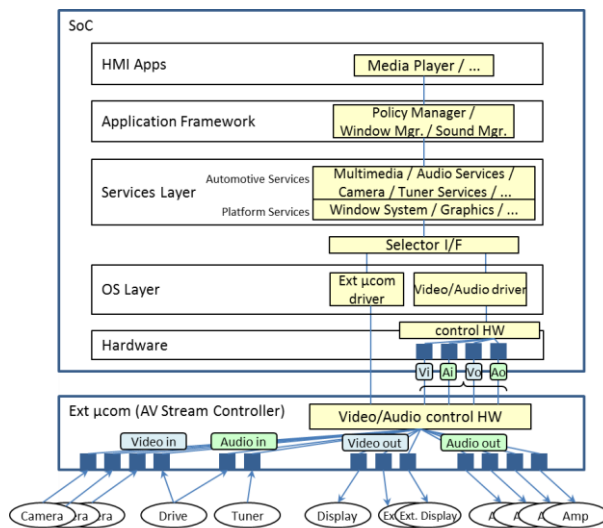 SoC
HMI Apps
Media Player / ...
Application Framework
Policy Manager /
Window Mgr. / Sound Mgr.
Services Layer
Automotive Services
Multimedia / Audio Services /
Camera / Tuner Services / ...
Platform Services
Window System / Graphics / ...
Selector I/F
OS Layer
Ext μcom
driver
Video/Audio driver
Hardware
control HW
Vi Ai Vo Ao
Ext μcom (AV Stream Controller)
Video/Audio control HW
Video in Audio in Video out Audio out
Camera Drive Tuner Display Ext. Display Amp